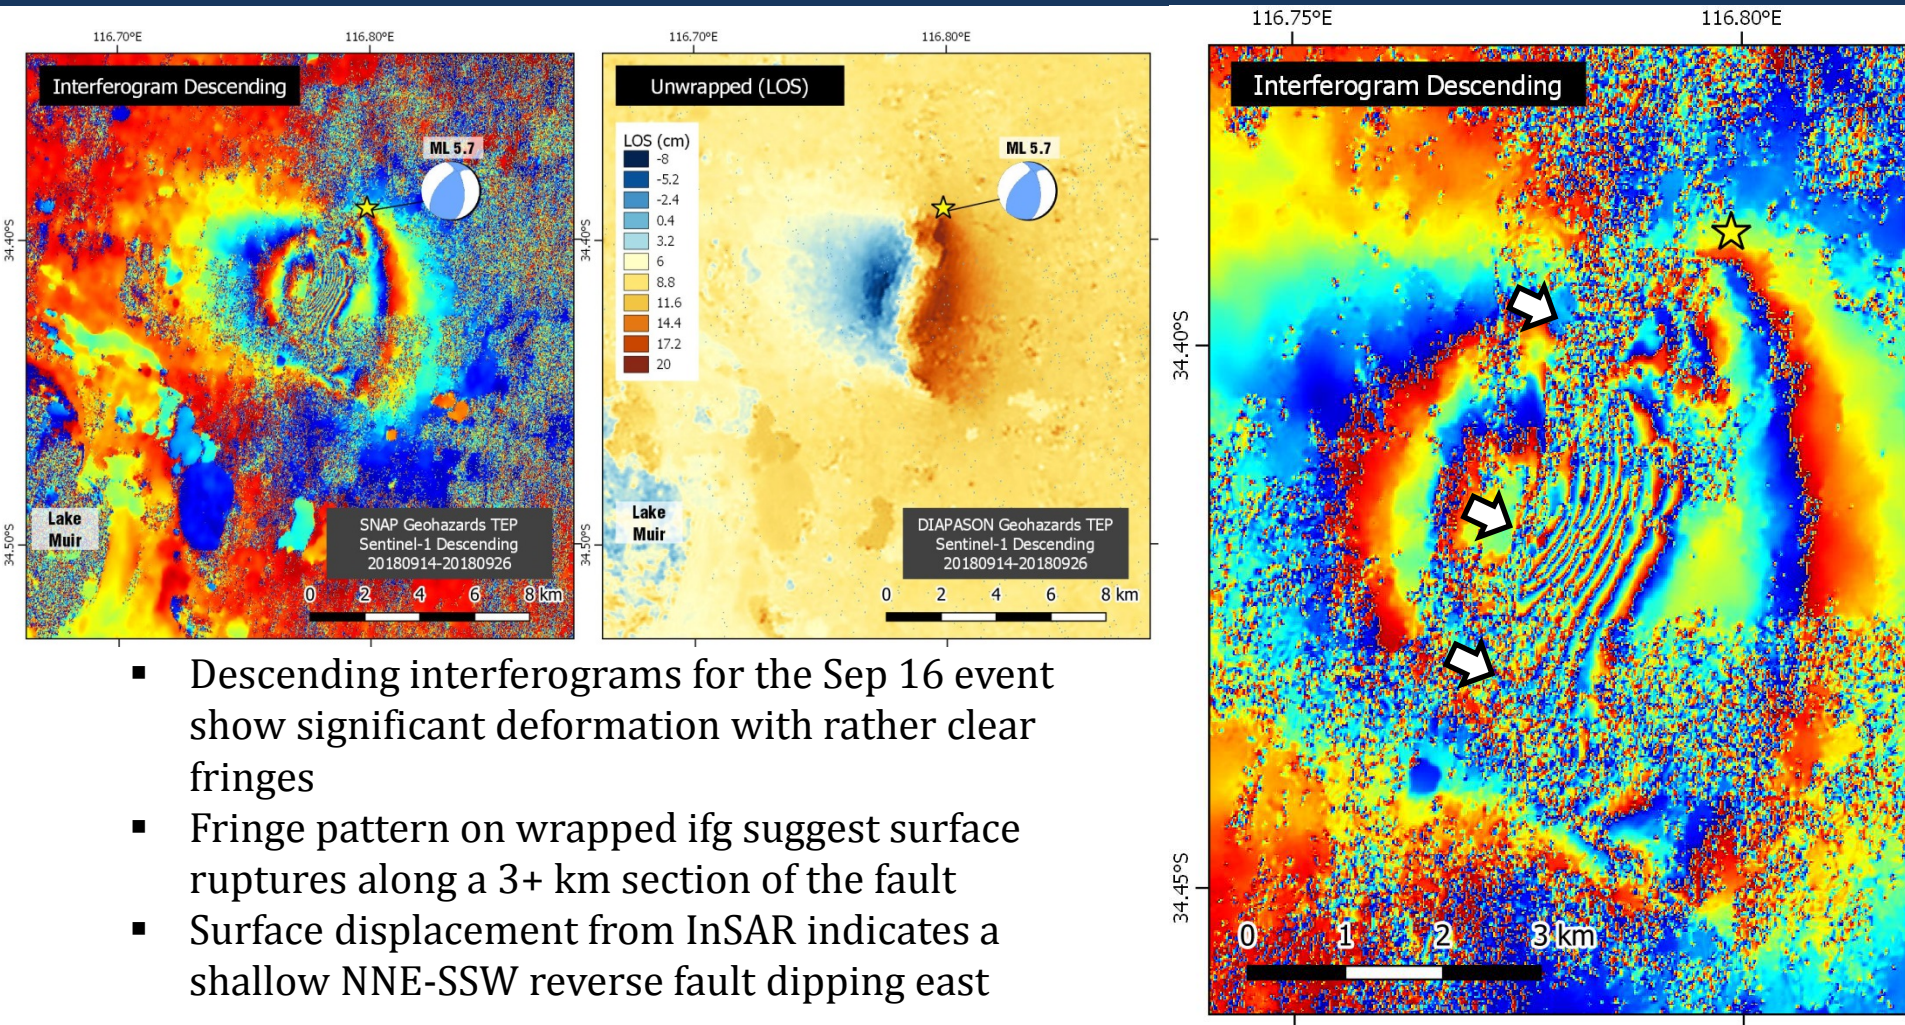 116.70°E
116.80°E
Interferogram Descending
ML 5.7
34.40°S
34.50°S
Lake
Muir
SNAP Geohazards TEP
Sentinel-1 Descending
20180914-20180926
0 2 4 6 8 km
116.70°E
116.80°E
Unwrapped (LOS)
LOS (cm)
-8
-5.2
-2.4
0.4
3.2
6
8.8
11.6
14.4
17.2
20
ML 5.7
34.40°S
34.50°S
Lake
Muir
DIAPASON Geohazards TEP
Sentinel-1 Descending
20180914-20180926
0 2 4 6 8 km
116.75°E
116.80°E
Interferogram Descending
34.40°S
34.45°S
0 1 2 3 km
▪ Descending interferograms for the Sep 16 event
show significant deformation with rather clear
fringes
▪ Fringe pattern on wrapped ifg suggest surface
ruptures along a 3+ km section of the fault
▪ Surface displacement from InSAR indicates a
shallow NNE-SSW reverse fault dipping east